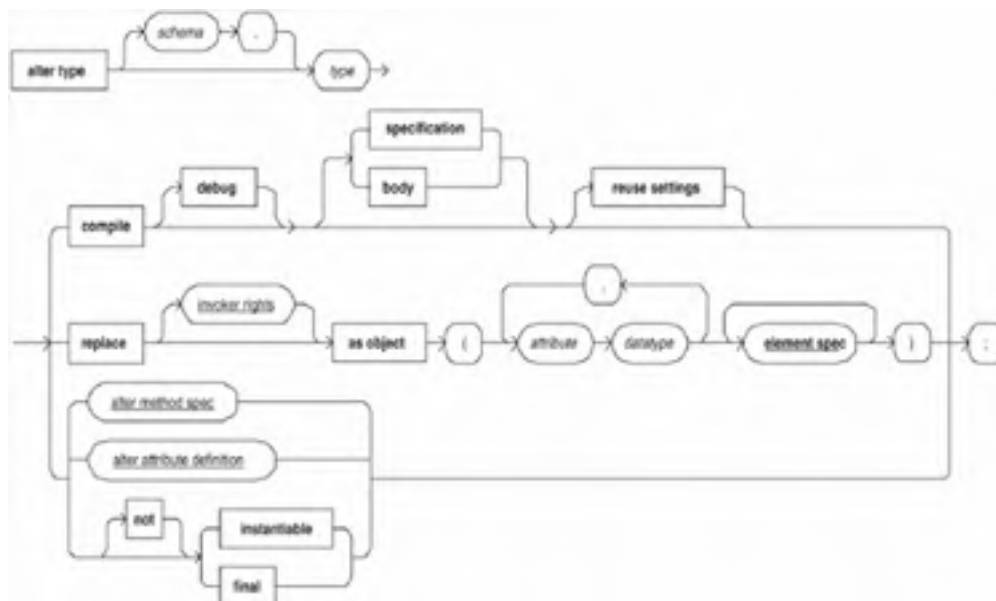 schema .
alter type type
specification
debug body reuse settings
compile
,
invoker rights
replace as object ( attribute datatype element spec ) ;
alter method spec
alter attribute definition
not instantiable
final